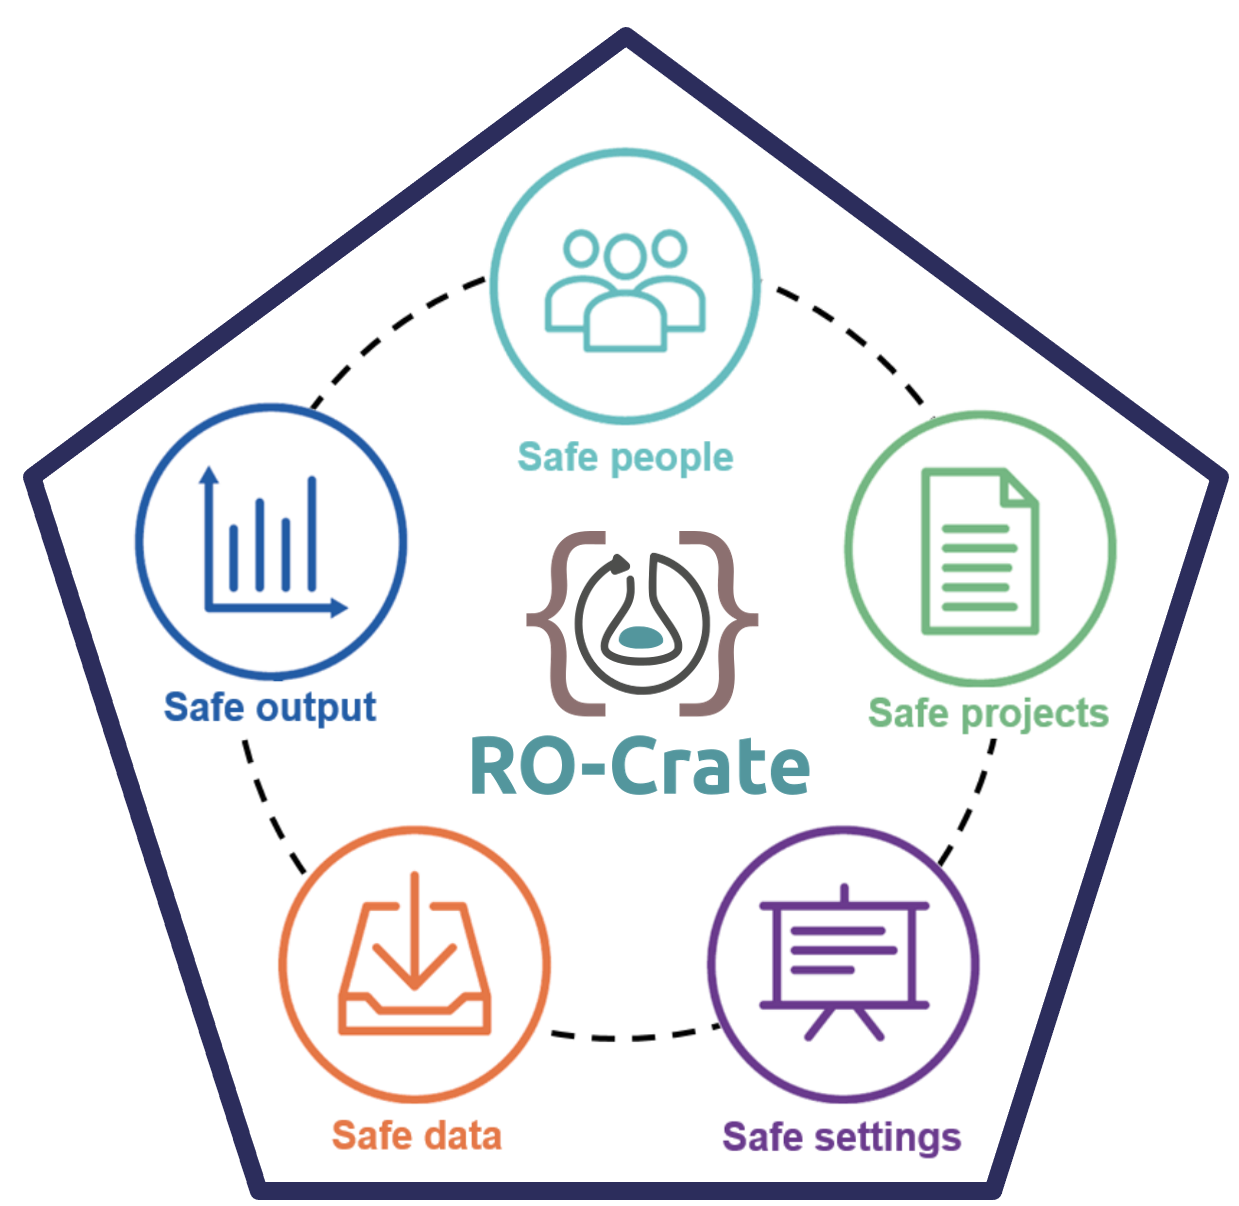 Safe people
Safe output
Safe projects
RO-Crate
Safe data
Safe settings